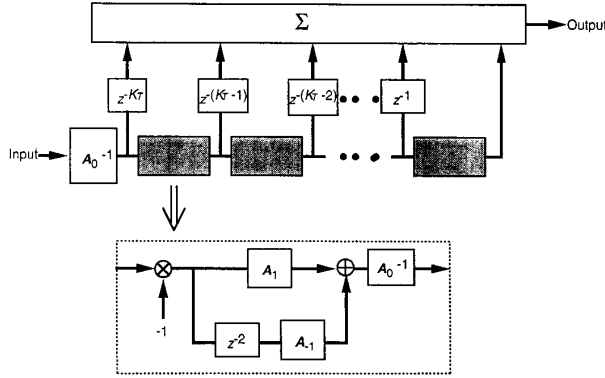 Σ
Output
z^-K_T
z^-(K_T-1)
z^-(K_T-2)
z^-1
Input
A_0^-1
A_1
A_0^-1
-1
z^-2
A_-1